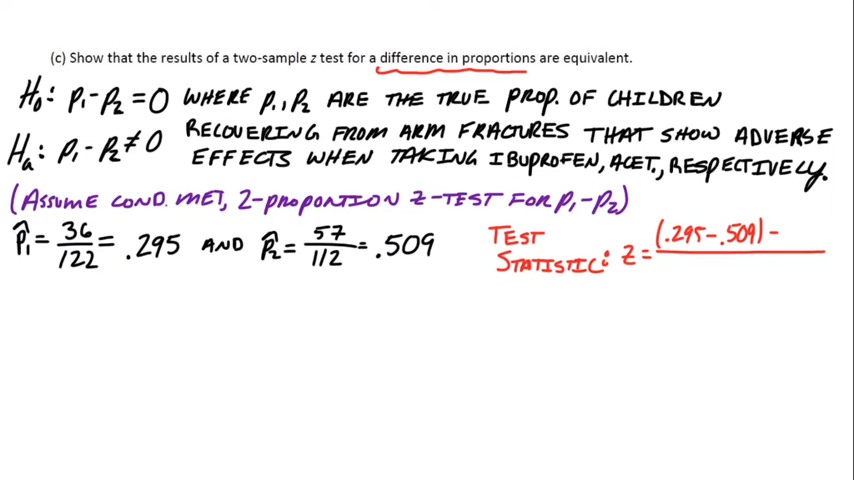 (c) Show that the results of a two-sample z test for a difference in proportions are equivalent.
H₀: p₁-p₂=0 WHERE p₁,p₂ ARE THE TRUE PROP. OF CHILDREN
Hₐ: p₁-p₂≠0 RECOVERING FROM ARM FRACTURES THAT SHOW ADVERSE
EFFECTS WHEN TAKING IBUPROFEN, ACET., RESPECTIVELY.
(ASSUME COND. MET, 2-PROPORTION Z-TEST FOR p₁-p₂)
p̂₁ = 36/122 = .295 AND p̂₂ = 57/112 = .509
TEST
STATISTIC: z = (.295-.509)-